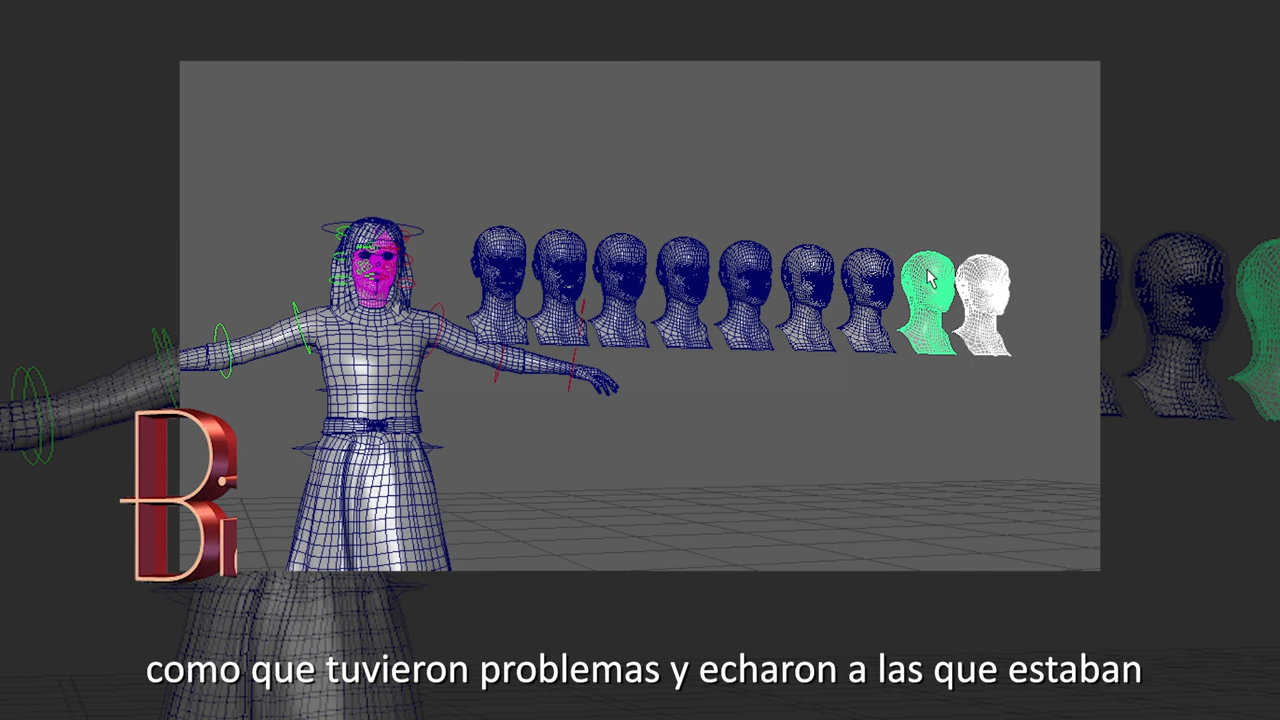 como que tuvieron problemas y echaron a las que estaban